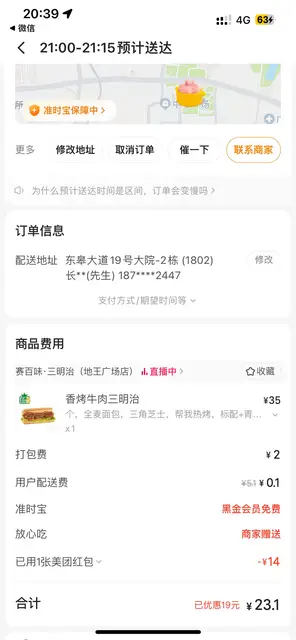 20:39
4G 63
微信
21:00-21:15预计送达
所
中
准时宝保障中
广
更多
修改地址
取消订单
催一下
联系商家
为什么预计送达时间是区间，订单会变慢吗
订单信息
配送地址 东皋大道19号大院-2栋 (1802) 修改
长**(先生) 187****2447
支付方式/期望时间等
商品费用
赛百味·三明治（地王广场店） 直播中 收藏
香烤牛肉三明治 ¥35
个，全麦面包，三角芝士，帮我热烤，标配+青...
x1
打包费 ¥2
用户配送费 ¥5.1 ¥0.1
准时宝 黑金会员免费
放心吃 商家赠送
已用1张美团红包 -¥14
合计 已优惠19元 ¥23.1